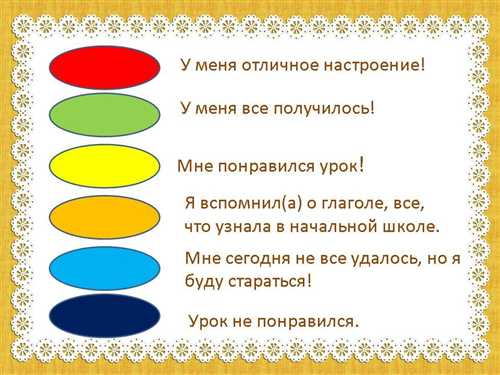 У меня отличное настроение!
У меня все получилось!
Мне понравился урок!
Я вспомнил(а) о глаголе, все,
что узнала в начальной школе.
Мне сегодня не все удалось, но я
буду стараться!
Урок не понравился.